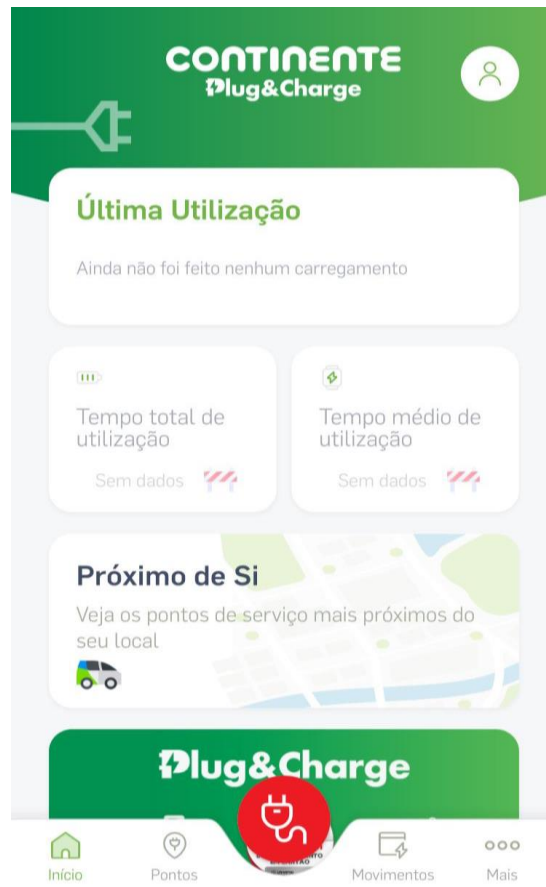 CONTINENTE
Plug&Charge
Última Utilização
Ainda não foi feito nenhum carregamento
Tempo total de
utilização
Sem dados
Tempo médio de
utilização
Sem dados
Próximo de Si
Veja os pontos de serviço mais próximos do
seu local
Plug&Charge
Início
Pontos
Movimentos
Mais